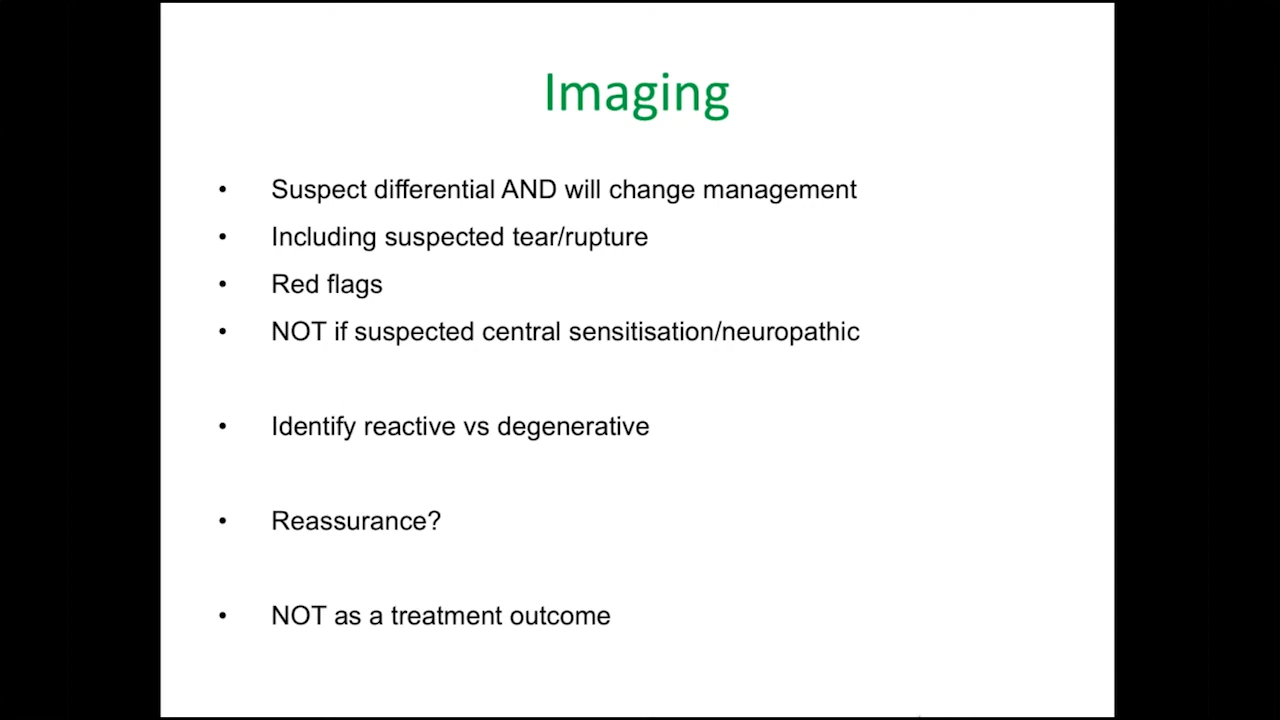 Imaging
• Suspect differential AND will change management
• Including suspected tear/rupture
• Red flags
• NOT if suspected central sensitisation/neuropathic
• Identify reactive vs degenerative
• Reassurance?
• NOT as a treatment outcome